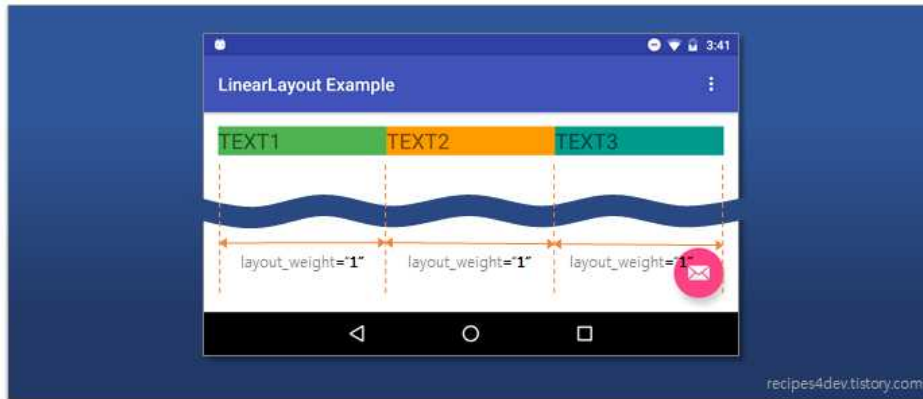 3:41
LinearLayout Example
TEXT1 TEXT2 TEXT3
layout_weight="1" layout_weight="1" layout_weight="1"
recipes4dev.tistory.com